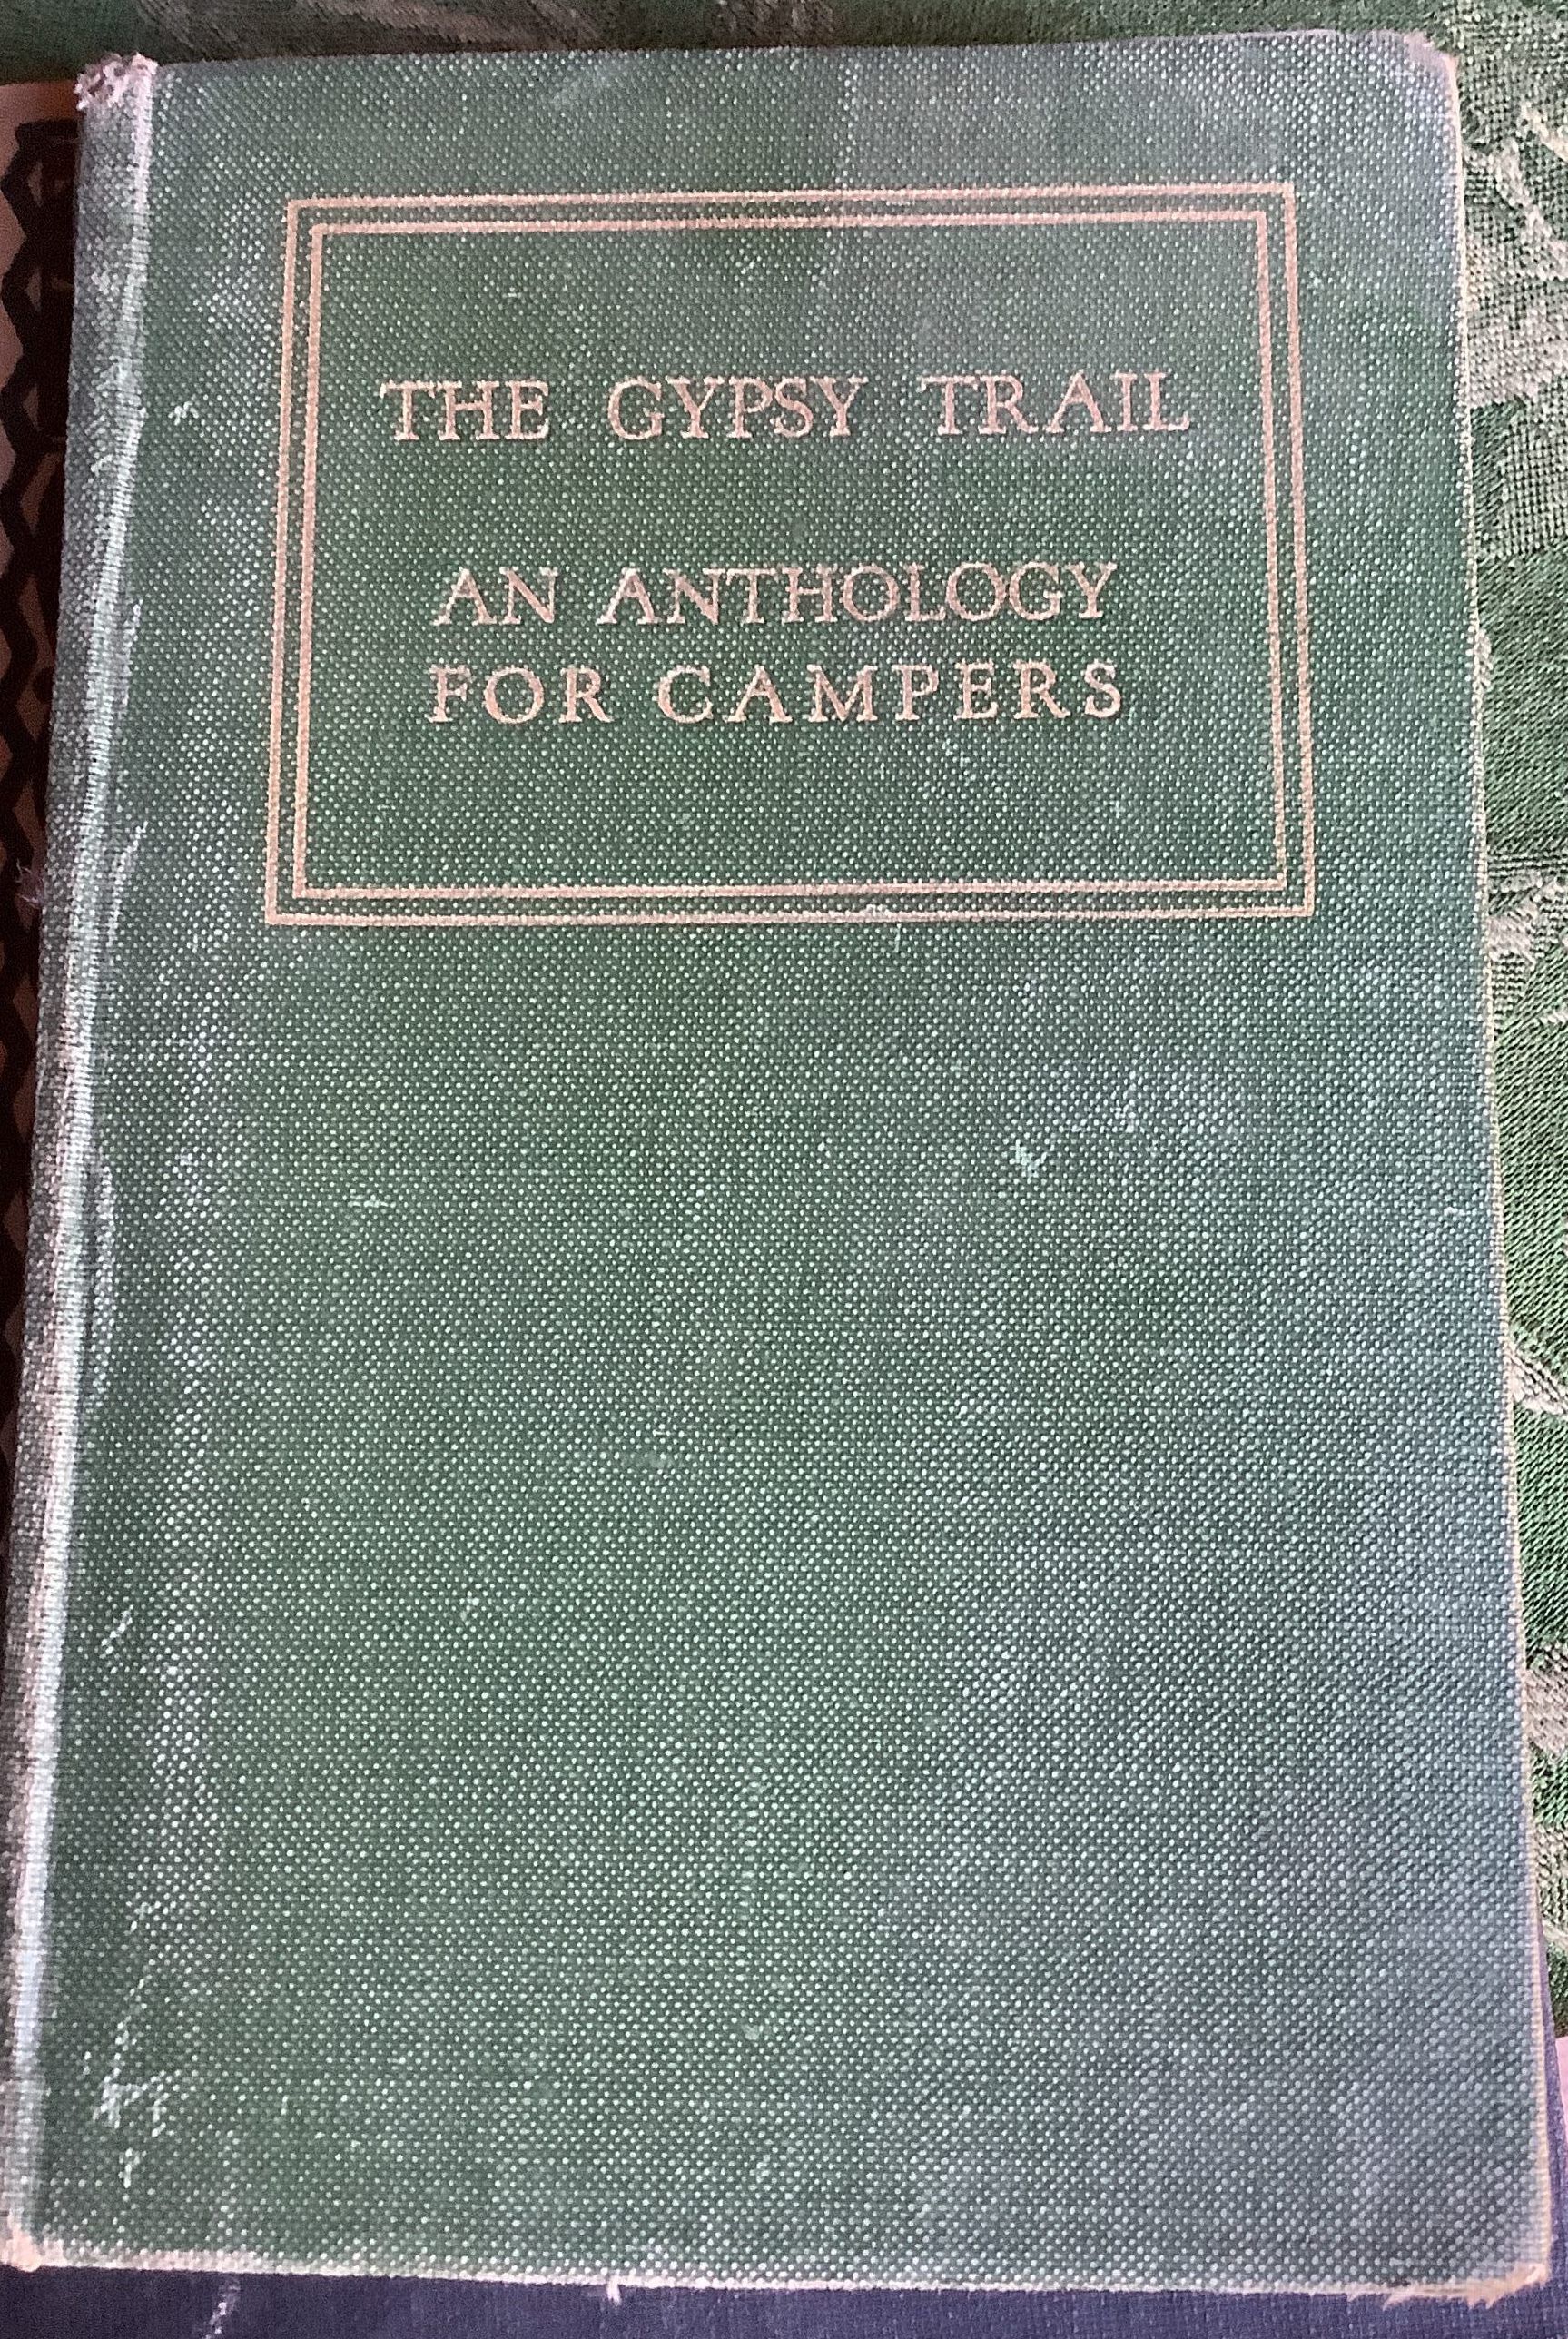 THE GYPSY TRAIL
AN ANTHOLOGY
FOR CAMPERS